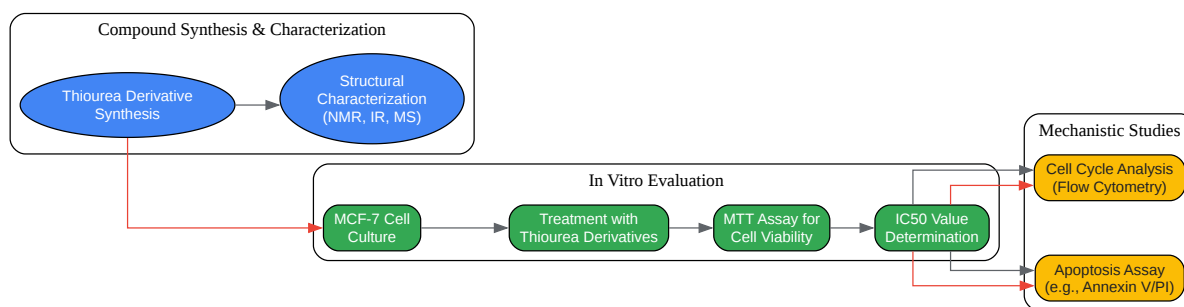 Compound Synthesis & Characterization
Thiourea Derivative
Synthesis
Structural
Characterization
(NMR, IR, MS)
In Vitro Evaluation
MCF-7 Cell
Culture
Treatment with
Thiourea Derivatives
MTT Assay for
Cell Viability
IC50 Value
Determination
Mechanistic Studies
Cell Cycle Analysis
(Flow Cytometry)
Apoptosis Assay
(e.g., Annexin V/PI)